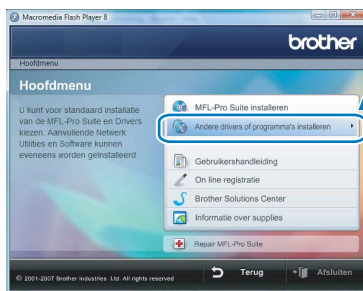 Macromedia Flash Player 8
brother
Hoofdmenu
Hoofdmenu
U kunt voor standaard installatie
van de MFL-Pro Suite en Drivers
kiezen. Aanvullende Netwerk
Utilities en Software kunnen
eveneens worden geïnstalleerd.
MFL-Pro Suite installeren
Andere drivers of programma's installeren
Gebruikershandleiding
On line registratie
Brother Solutions Center
Informatie over supplies
Repair MFL-Pro Suite
© 2001-2007 Brother Industries Ltd. All rights reserved
Terug
Afsluiten